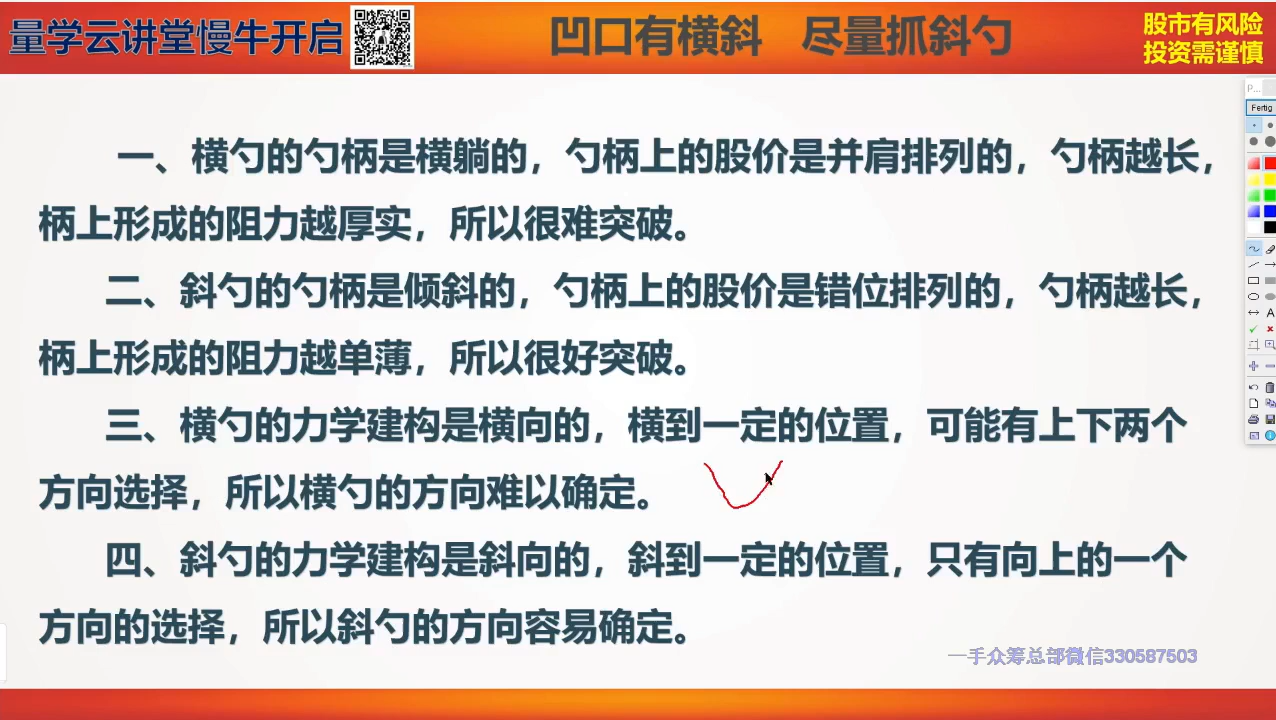 量学云讲堂慢牛开启
凹口有横斜 尽量抓斜勺
股市有风险
投资需谨慎
一、横勺的勺柄是横躺的，勺柄上的股价是并肩排列的，勺柄越长，
柄上形成的阻力越厚实，所以很难突破。
二、斜勺的勺柄是倾斜的，勺柄上的股价是错位排列的，勺柄越长，
柄上形成的阻力越单薄，所以很好突破。
三、横勺的力学建构是横向的，横到一定的位置，可能有上下两个
方向选择，所以横勺的方向难以确定。
四、斜勺的力学建构是斜向的，斜到一定的位置，只有向上的一个
方向的选择，所以斜勺的方向容易确定。
一手众筹总部微信330587503
P...
Fertig
A